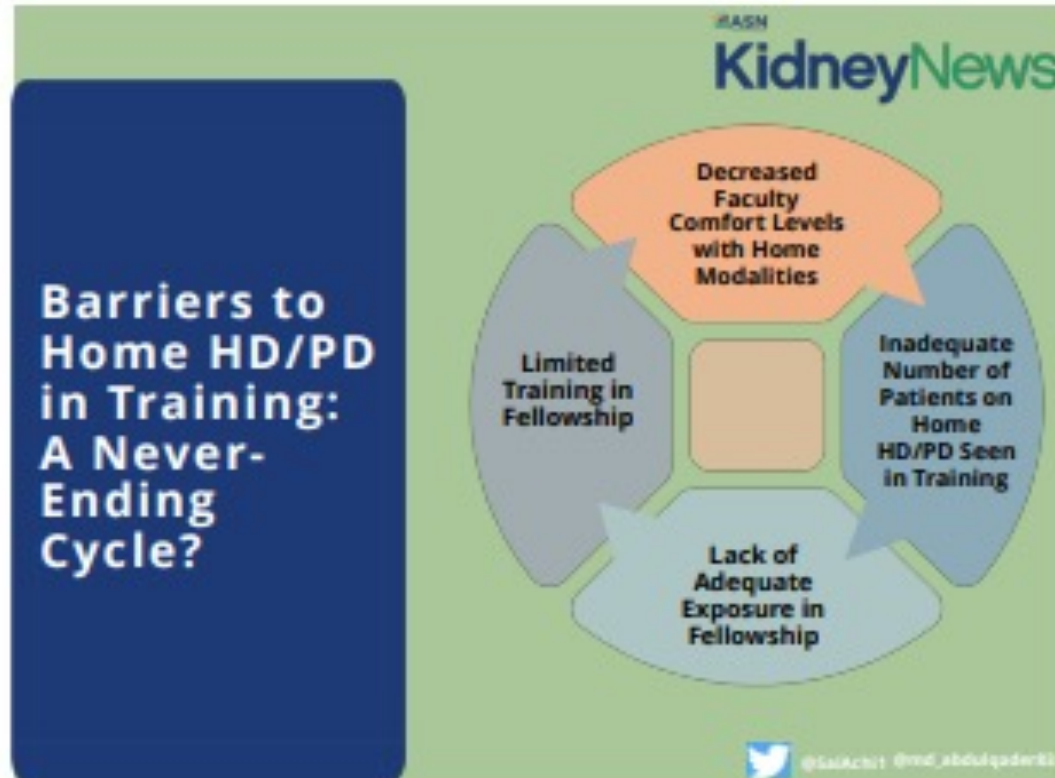 ASN
KidneyNews
Barriers to
Home HD/PD
in Training:
A Never-
Ending
Cycle?
Decreased
Faculty
Comfort Levels
with Home
Modalities
Inadequate
Number of
Patients on
Home
HD/PD Seen
in Training
Lack of
Adequate
Exposure in
Fellowship
Limited
Training in
Fellowship